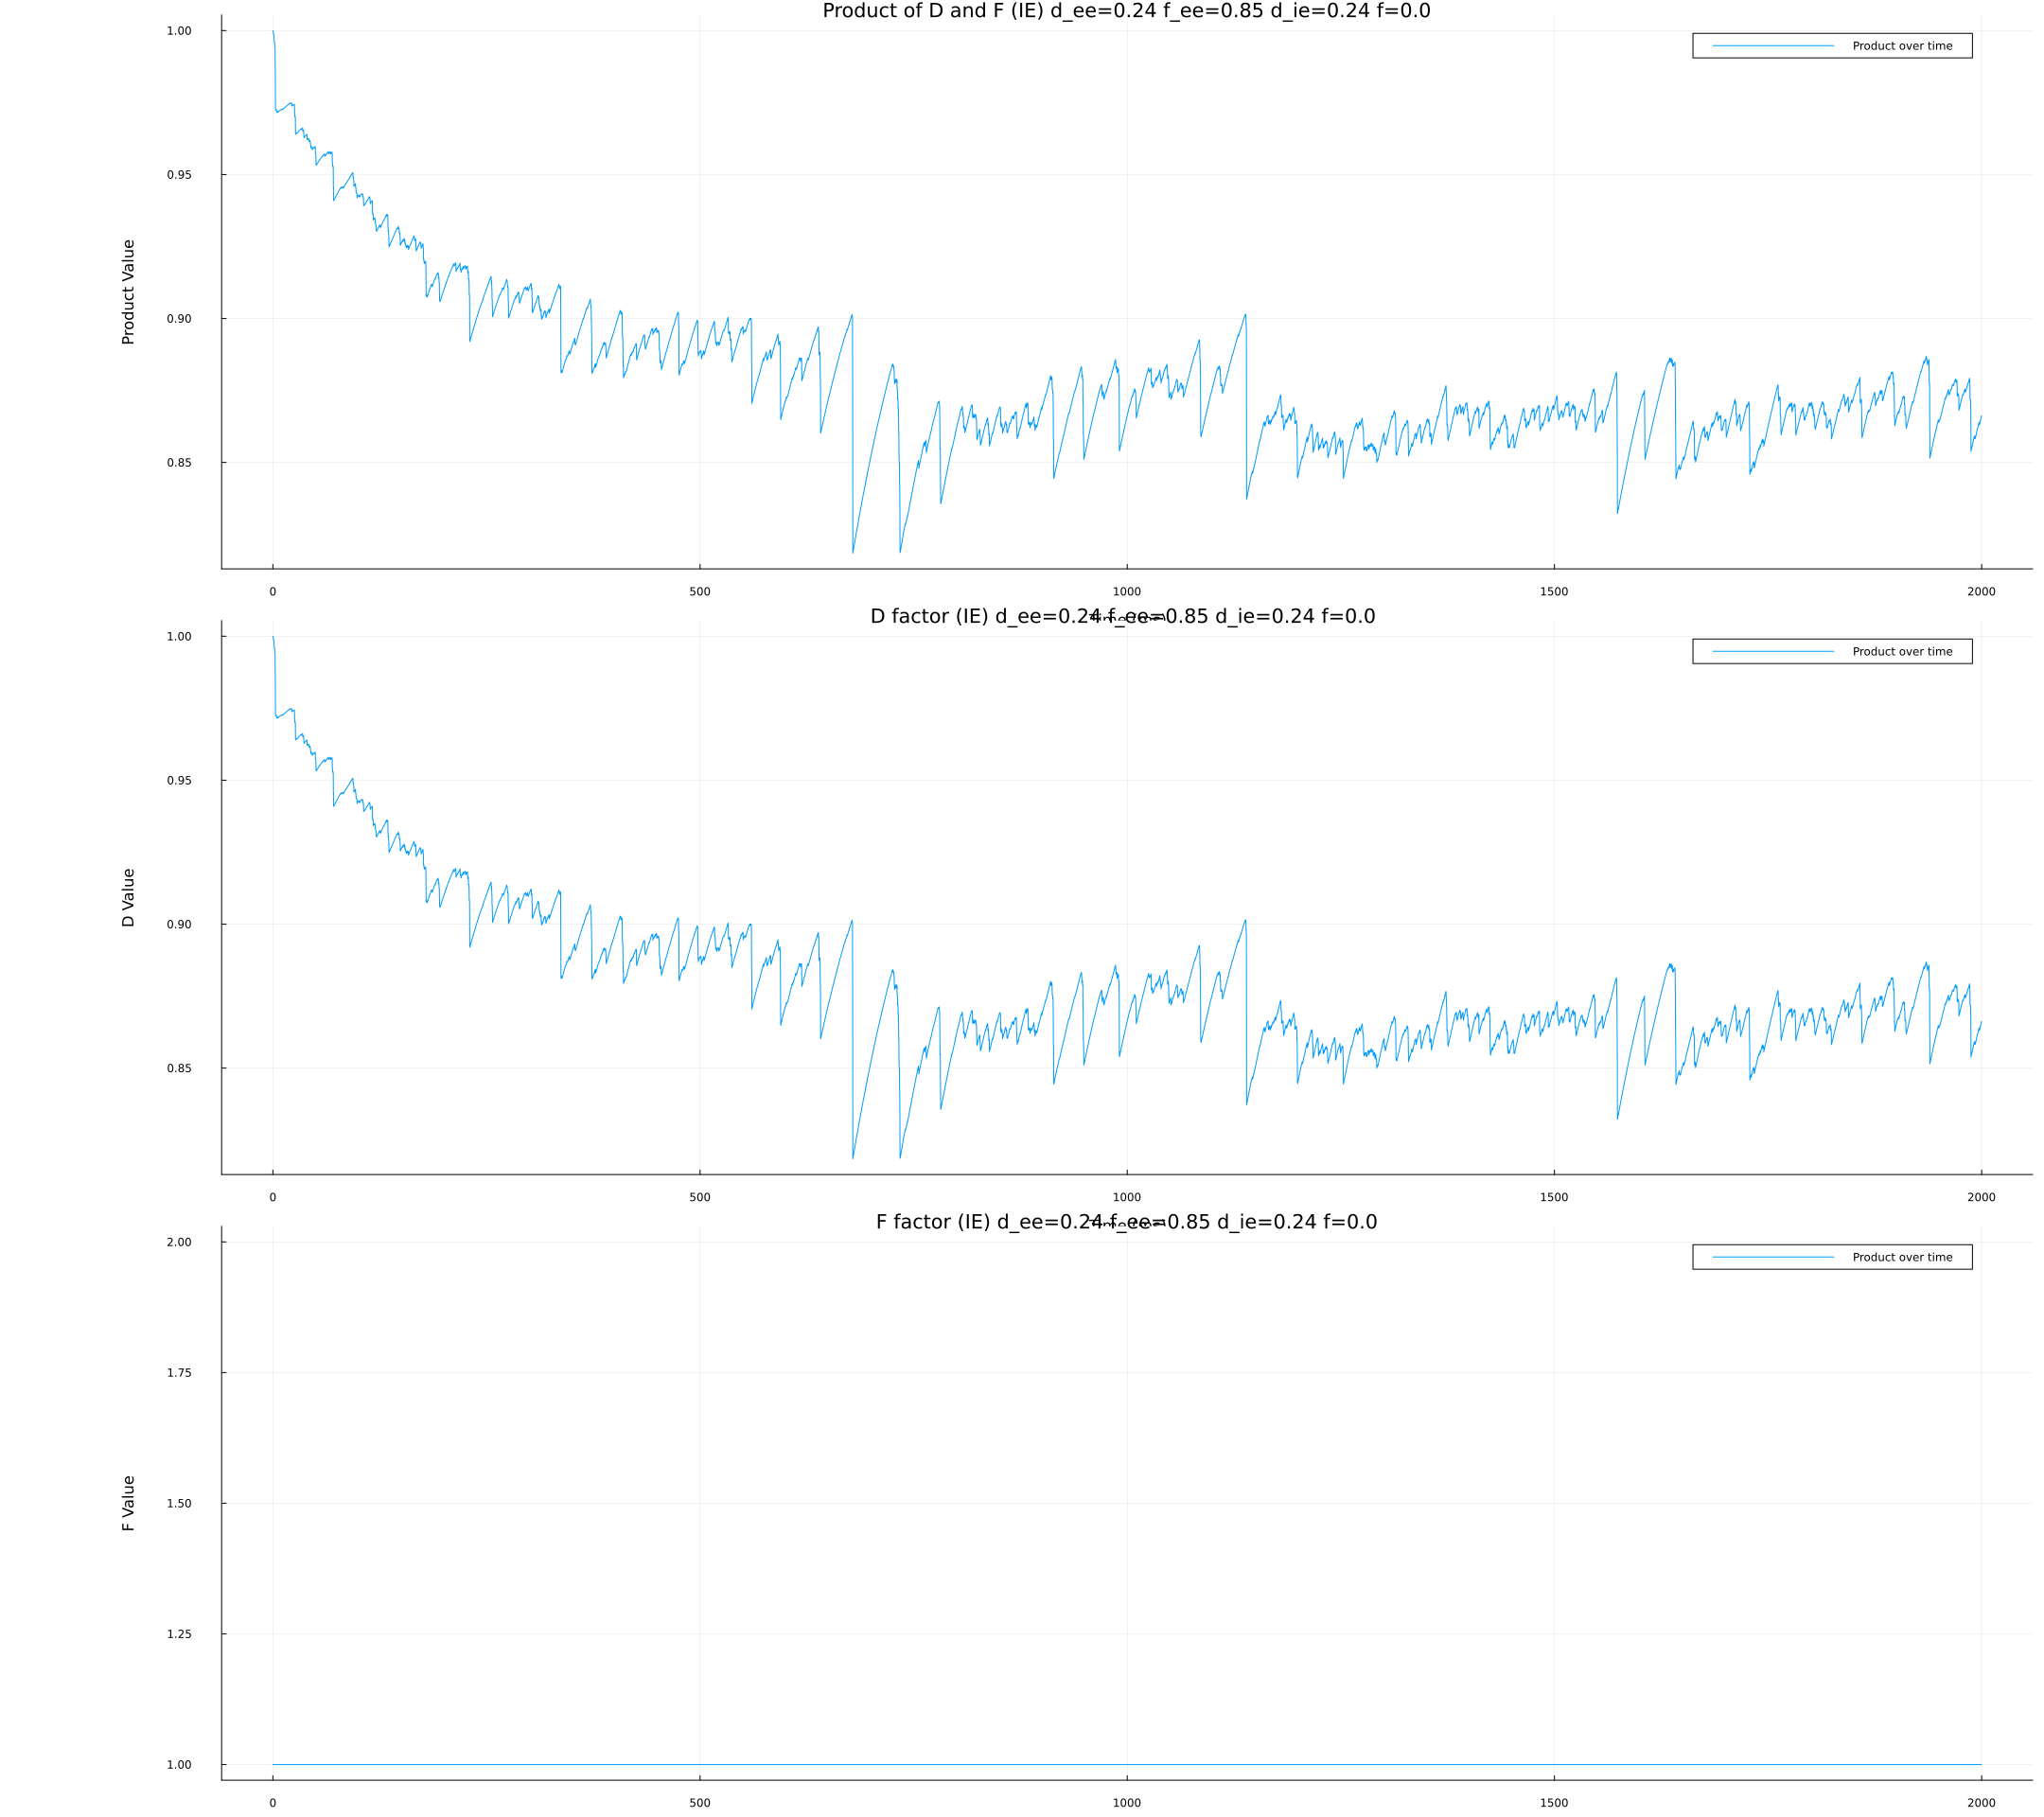 Product of D and F (IE) d_ee=0.24 f_ee=0.85 d_ie=0.24 f=0.0
Product over time
Product Value
1.00
0.95
0.90
0.85
0 500 1000 1500 2000
D factor (IE) d_ee=0.24 f_ee=0.85 d_ie=0.24 f=0.0
Product over time
D Value
1.00
0.95
0.90
0.85
0 500 1000 1500 2000
F factor (IE) d_ee=0.24 f_ee=0.85 d_ie=0.24 f=0.0
Product over time
F Value
2.00
1.75
1.50
1.25
1.00
0 500 1000 1500 2000